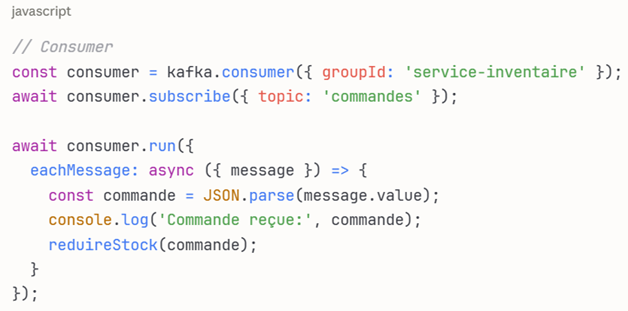 javascript
// Consumer
const consumer = kafka.consumer({ groupId: 'service-inventaire' });
await consumer.subscribe({ topic: 'commandes' });

await consumer.run({
  eachMessage: async ({ message }) => {
    const commande = JSON.parse(message.value);
    console.log('Commande reçue:', commande);
    reduireStock(commande);
  }
});